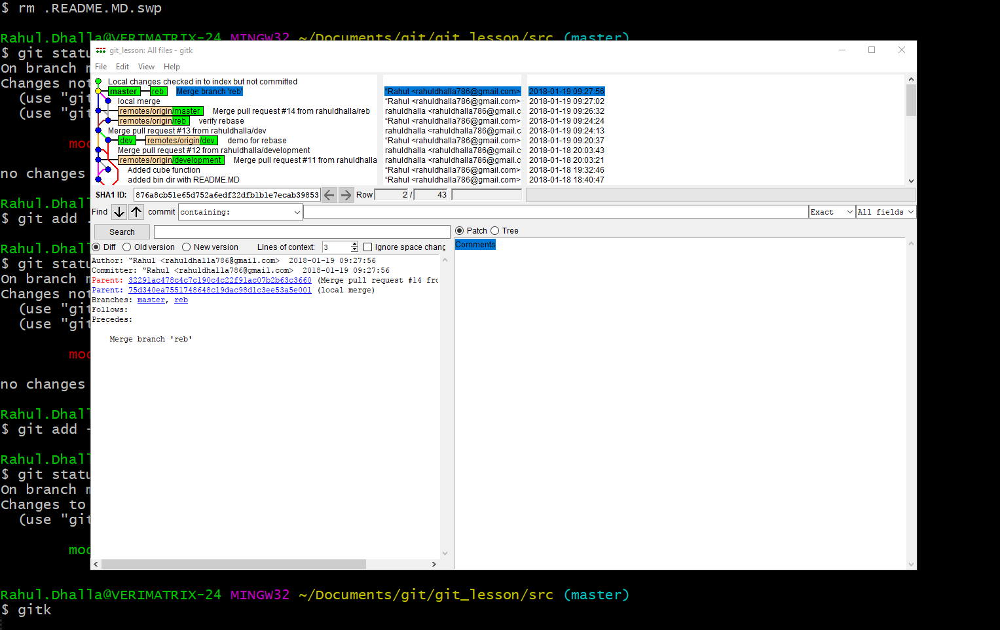 $ rm .README.MD.swp
Rahul.Dhalla@VERIMATRIX-24 MINGW32 ~/Documents/git/git_lesson/src (master)
$ git statu
On branch m
Changes not
(use "git
(use "git
mod
no changes
Rahul.Dhall
$ git add .
Rahul.Dhall
$ git statu
On branch m
Changes not
(use "git
(use "git
mod
no changes
Rahul.Dhall
$ git add -
Rahul.Dhall
$ git statu
On branch m
Changes to
(use "git
mod
git_lesson: All files - gitk
File Edit View Help
Local changes checked in to index but not committed
master reb Merge branch 'reb' "Rahul <rahuldhalla786@gmail.com> 2018-01-19 09:27:56
local merge "Rahul <rahuldhalla786@gmail.com> 2018-01-19 09:27:02
remotes/origin/master Merge pull request #14 from rahuldhalla/reb rahuldhalla <rahuldhalla786@gmail.c 2018-01-19 09:26:32
remotes/origin/reb verify rebase "Rahul <rahuldhalla786@gmail.com> 2018-01-19 09:24:24
Merge pull request #13 from rahuldhalla/dev rahuldhalla <rahuldhalla786@gmail.c 2018-01-19 09:24:13
dev remotes/origin/dev demo for rebase "Rahul <rahuldhalla786@gmail.com> 2018-01-19 09:20:37
Merge pull request #12 from rahuldhalla/development rahuldhalla <rahuldhalla786@gmail.c 2018-01-18 20:03:43
remotes/origin/development Merge pull request #11 from rahuldhalla rahuldhalla <rahuldhalla786@gmail.c 2018-01-18 20:03:21
Added cube function "Rahul <rahuldhalla786@gmail.com> 2018-01-18 19:32:46
added bin dir with README.MD "Rahul <rahuldhalla786@gmail.com> 2018-01-18 18:40:47
SHA1 ID: 876a8cb51e65d752a6edf22dfb1b1e7ecab39853 Row 2 / 43
Find commit containing: Exact All fields
Search Patch Tree
Diff Old version New version Lines of context: 3 Ignore space chang
Comments
Author: "Rahul <rahuldhalla786@gmail.com> 2018-01-19 09:27:56
Committer: "Rahul <rahuldhalla786@gmail.com> 2018-01-19 09:27:56
Parent: 32291ac478c4c7c190c4c22f91ac07b2b63c3660 (Merge pull request #14 fro
Parent: 75d340ea7551748648c19dac98d1c3ee53a5e001 (local merge)
Branches: master, reb
Follows:
Precedes:
Merge branch 'reb'
Rahul.Dhalla@VERIMATRIX-24 MINGW32 ~/Documents/git/git_lesson/src (master)
$ gitk